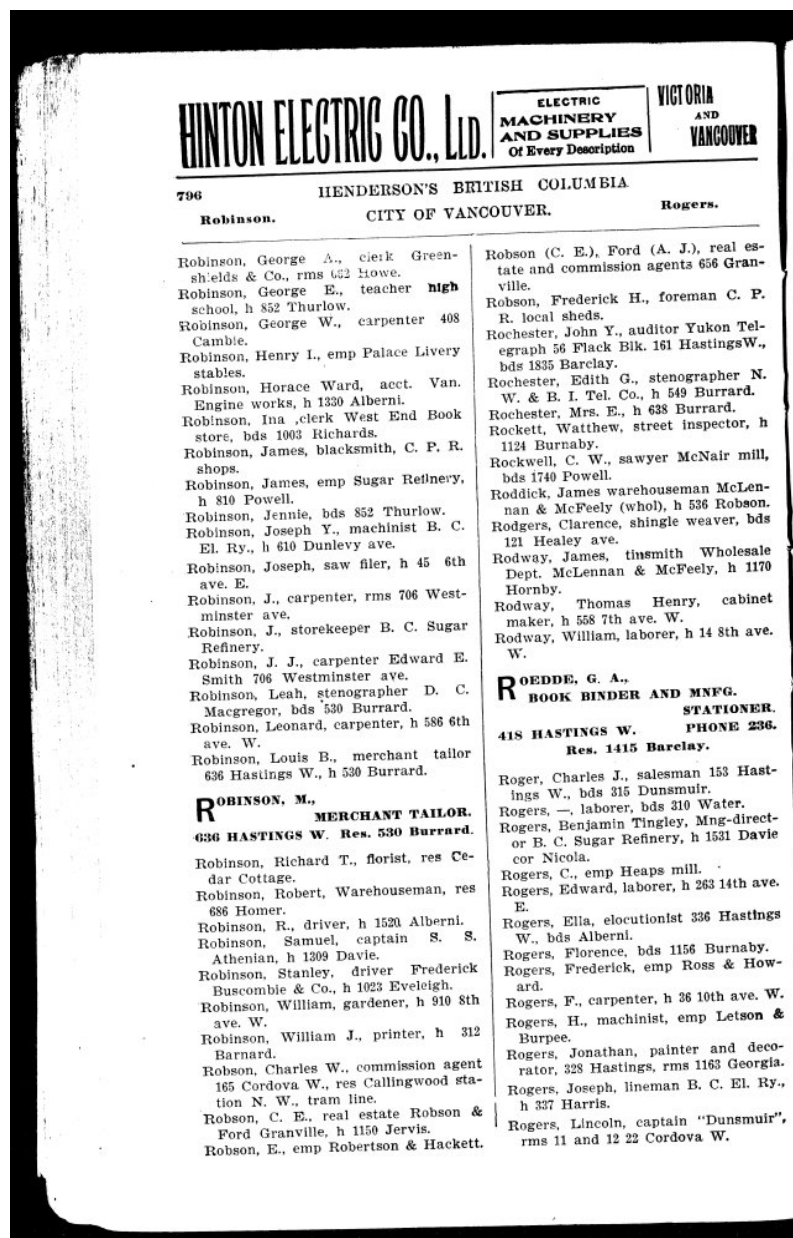 HINTON ELECTRIC CO., LTD.
ELECTRIC
MACHINERY
AND SUPPLIES
Of Every Description
VICTORIA
AND
VANCOUVER
796
HENDERSON'S BRITISH COLUMBIA
Robinson.
CITY OF VANCOUVER.
Rogers.
Robinson, George A., clerk Green-
shields & Co., rms 682 Howe.
Robinson, George E., teacher high
school, h 852 Thurlow.
Robinson, George W., carpenter 408
Cambie.
Robinson, Henry I., emp Palace Livery
stables.
Robinson, Horace Ward, acct. Van.
Engine works, h 1330 Alberni.
Robinson, Ina ,clerk West End Book
store, bds 1003 Richards.
Robinson, James, blacksmith, C. P. R.
shops.
Robinson, James, emp Sugar Refinery,
h 810 Powell.
Robinson, Jennie, bds 852 Thurlow.
Robinson, Joseph Y., machinist B. C.
El. Ry., h 610 Dunlevy ave.
Robinson, Joseph, saw filer, h 45 6th
ave. E.
Robinson, J., carpenter, rms 706 West-
minster ave.
Robinson, J., storekeeper B. C. Sugar
Refinery.
Robinson, J. J., carpenter Edward E.
Smith 706 Westminster ave.
Robinson, Leah, stenographer D. C.
Macgregor, bds 530 Burrard.
Robinson, Leonard, carpenter, h 586 6th
ave. W.
Robinson, Louis B., merchant tailor
636 Hastings W., h 530 Burrard.
ROBINSON, M.,
MERCHANT TAILOR.
636 HASTINGS W. Res. 530 Burrard.
Robinson, Richard T., florist, res Ce-
dar Cottage.
Robinson, Robert, Warehouseman, res
686 Homer.
Robinson, R., driver, h 1520 Alberni.
Robinson, Samuel, captain S. S.
Athenian, h 1309 Davie.
Robinson, Stanley, driver Frederick
Buscombie & Co., h 1023 Eveleigh.
Robinson, William, gardener, h 910 8th
ave. W.
Robinson, William J., printer, h 312
Barnard.
Robson, Charles W., commission agent
165 Cordova W., res Callingwood sta-
tion N. W., tram line.
Robson, C. E., real estate Robson &
Ford Granville, h 1150 Jervis.
Robson, E., emp Robertson & Hackett.
Robson (C. E.), Ford (A. J.), real es-
tate and commission agents 656 Gran-
ville.
Robson, Frederick H., foreman C. P.
R. local sheds.
Rochester, John Y., auditor Yukon Tel-
egraph 56 Flack Blk. 161 HastingsW.,
bds 1835 Barclay.
Rochester, Edith G., stenographer N.
W. & B. I. Tel. Co., h 549 Burrard.
Rochester, Mrs. E., h 638 Burrard.
Rockett, Watthew, street inspector, h
1124 Burnaby.
Rockwell, C. W., sawyer McNair mill,
bds 1740 Powell.
Roddick, James warehouseman McLen-
nan & McFeely (whol), h 536 Robson.
Rodgers, Clarence, shingle weaver, bds
121 Healey ave.
Rodway, James, tinsmith Wholesale
Dept. McLennan & McFeely, h 1170
Hornby.
Rodway, Thomas Henry, cabinet
maker, h 558 7th ave. W.
Rodway, William, laborer, h 14 8th ave.
W.
ROEDDE, G. A.,
BOOK BINDER AND MNFG.
STATIONER.
418 HASTINGS W. PHONE 236.
Res. 1415 Barclay.
Roger, Charles J., salesman 153 Hast-
ings W., bds 315 Dunsmuir.
Rogers, —, laborer, bds 310 Water.
Rogers, Benjamin Tingley, Mng-direct-
or B. C. Sugar Refinery, h 1531 Davie
cor Nicola.
Rogers, C., emp Heaps mill.
Rogers, Edward, laborer, h 263 14th ave.
E.
Rogers, Ella, elocutionist 336 Hastings
W., bds Alberni.
Rogers, Florence, bds 1156 Burnaby.
Rogers, Frederick, emp Ross & How-
ard.
Rogers, F., carpenter, h 36 10th ave. W.
Rogers, H., machinist, emp Letson &
Burpee.
Rogers, Jonathan, painter and deco-
rator, 328 Hastings, rms 1163 Georgia.
Rogers, Joseph, lineman B. C. El. Ry.,
h 337 Harris.
Rogers, Lincoln, captain "Dunsmuir",
rms 11 and 12 22 Cordova W.